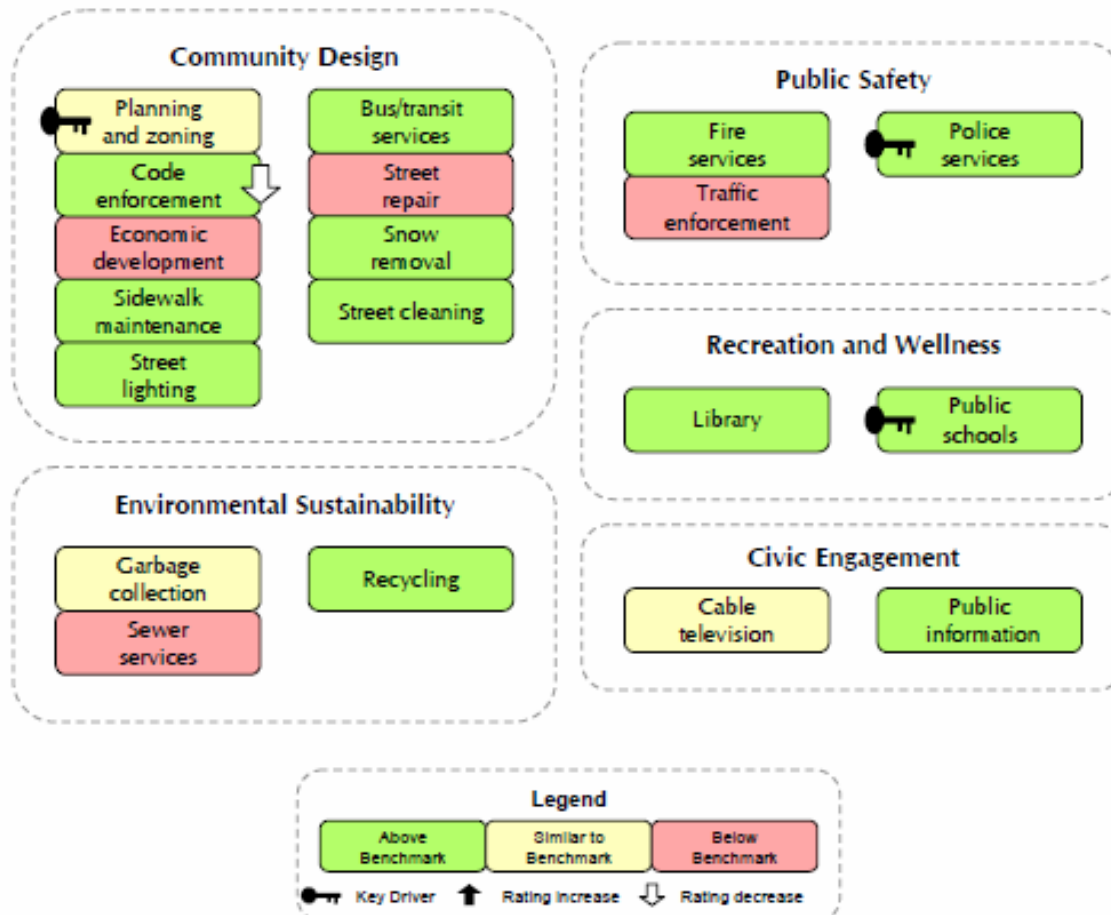 Community Design
Planning
and zoning
Code
enforcement
Economic
development
Sidewalk
maintenance
Street
lighting
Bus/transit
services
Street
repair
Snow
removal
Street cleaning
Environmental Sustainability
Garbage
collection
Sewer
services
Recycling
Public Safety
Fire
services
Traffic
enforcement
Police
services
Recreation and Wellness
Library
Public
schools
Civic Engagement
Cable
television
Public
information
Legend
Above
Benchmark
Similar to
Benchmark
Below
Benchmark
Key Driver
Rating increase
Rating decrease